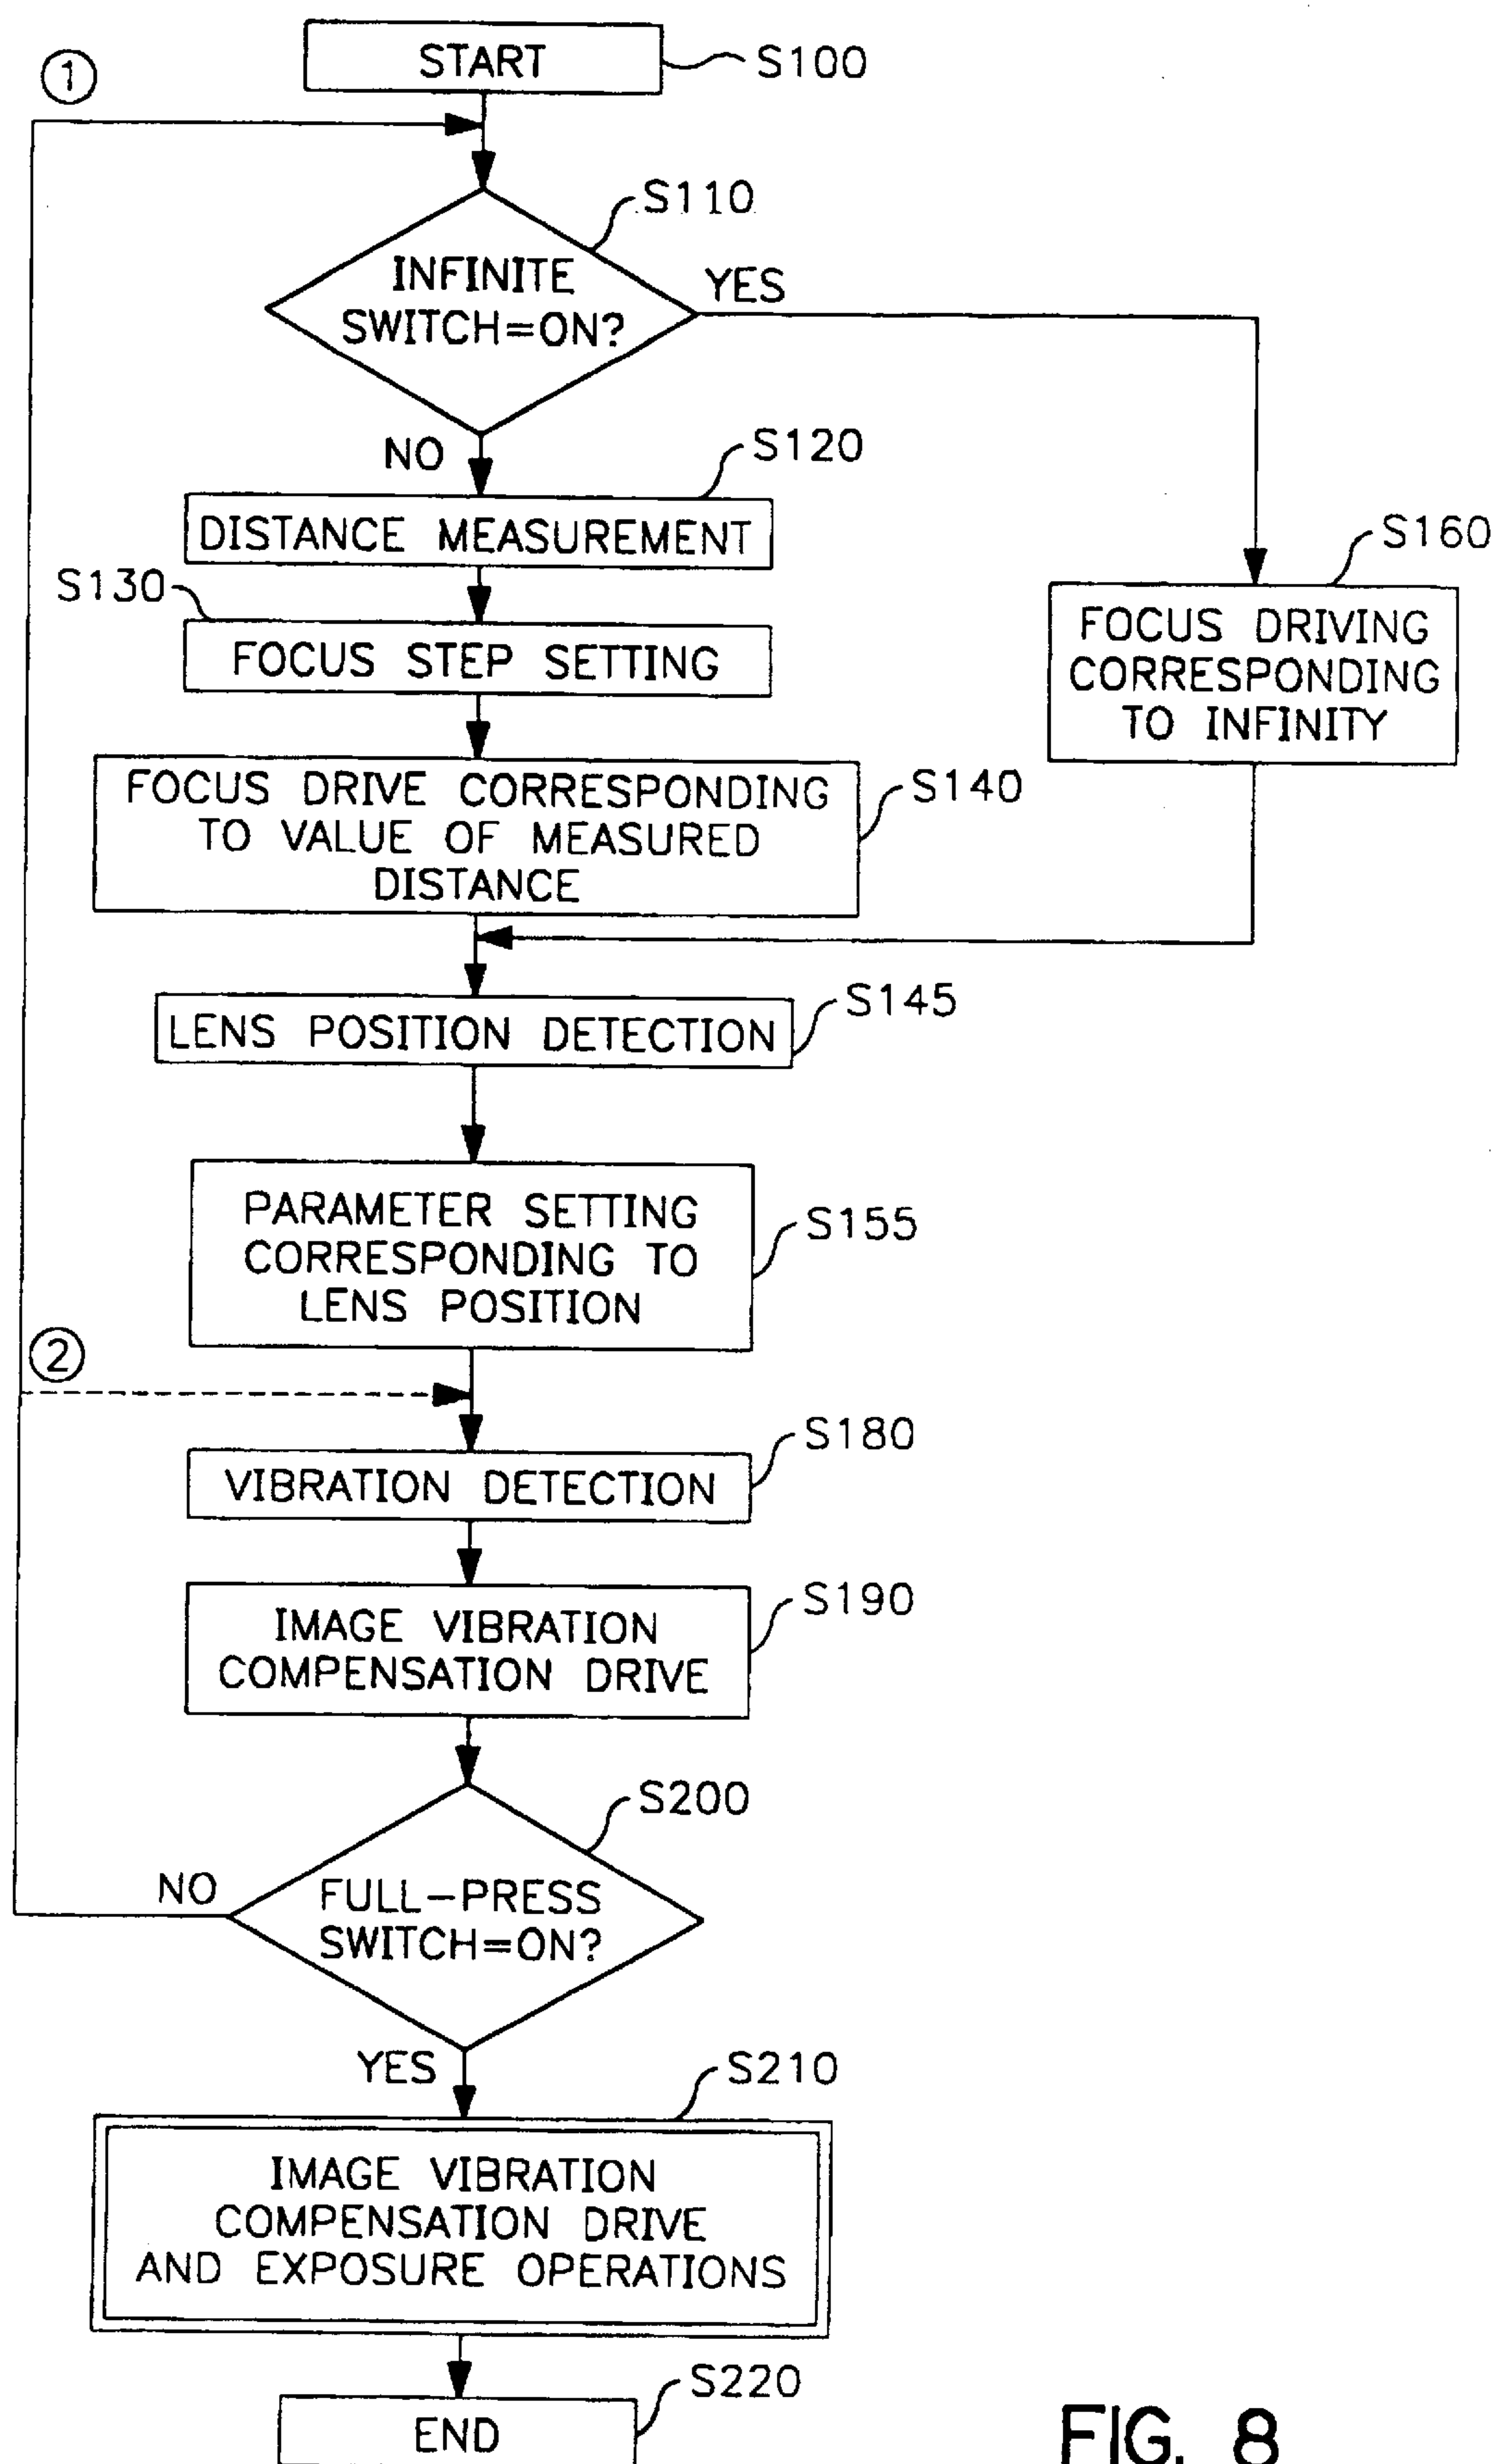 START
S100
①
S110
INFINITE
SWITCH=ON?
YES
NO
S120
DISTANCE MEASUREMENT
S130
FOCUS STEP SETTING
S160
FOCUS DRIVING
CORRESPONDING
TO INFINITY
FOCUS DRIVE CORRESPONDING
TO VALUE OF MEASURED
DISTANCE
S140
S145
LENS POSITION DETECTION
PARAMETER SETTING
CORRESPONDING TO
LENS POSITION
S155
②
S180
VIBRATION DETECTION
S190
IMAGE VIBRATION
COMPENSATION DRIVE
S200
NO
FULL-PRESS
SWITCH=ON?
YES
S210
IMAGE VIBRATION
COMPENSATION DRIVE
AND EXPOSURE OPERATIONS
S220
END
FIG. 8